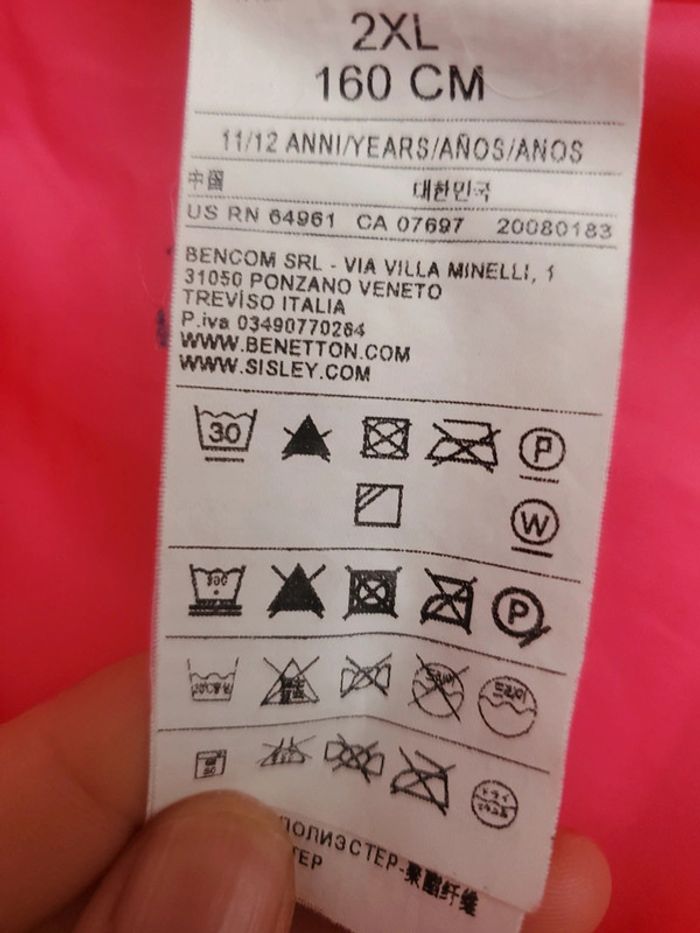 2XL
160 CM
11/12 ANNI/YEARS/AÑOS/ANOS
中国 대한민국
US RN 64961 CA 07697 20080183
BENCOM SRL - VIA VILLA MINELLI, 1
31050 PONZANO VENETO
TREVISO ITALIA
P.iva 03490770264
WWW.BENETTON.COM
WWW.SISLEY.COM
30
P
W
P
ПОЛИЭСТЕР-聚酯纤维
ТЕР